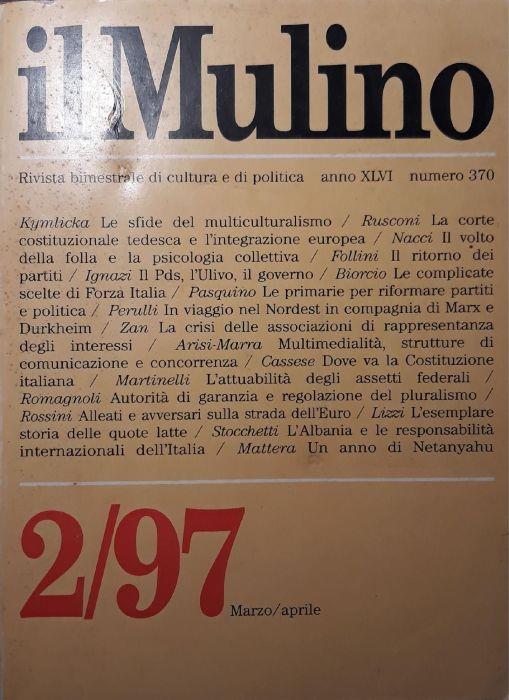 il Mulino
Rivista bimestrale di cultura e di politica anno XLVI numero 370
Kymlicka Le sfide del multiculturalismo / Rusconi La corte
costituzionale tedesca e l'integrazione europea / Nacci Il volto
della folla e la psicologia collettiva / Follini Il ritorno dei
partiti / Ignazi Il Pds, l'Ulivo, il governo / Biorcio Le complicate
scelte di Forza Italia / Pasquino Le primarie per riformare partiti
e politica / Perulli In viaggio nel Nordest in compagnia di Marx e
Durkheim / Zan La crisi delle associazioni di rappresentanza
degli interessi / Arisi-Marra Multimedialità, strutture di
comunicazione e concorrenza / Cassese Dove va la Costituzione
italiana / Martinelli L'attuabilità degli assetti federali /
Romagnoli Autorità di garanzia e regolazione del pluralismo /
Rossini Alleati e avversari sulla strada dell'Euro / Lizzi L'esemplare
storia delle quote latte / Stocchetti L'Albania e le responsabilità
internazionali dell'Italia / Mattera Un anno di Netanyahu
2/97 Marzo/aprile